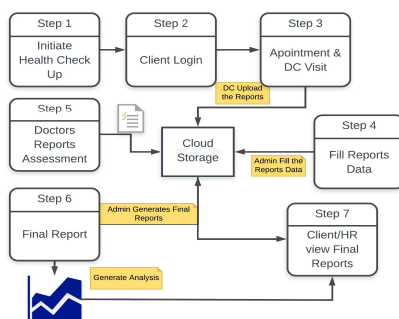 Step 1
Initiate
Health Check
Up
Step 2
Client Login
Step 3
Apointment &
DC Visit
DC Upload
the Reports
Step 5
Doctors
Reports
Assessment
Cloud
Storage
Step 4
Fill Reports
Data
Admin Fill the
Reports Data
Step 6
Final Report
Admin Generates Final
Reports
Step 7
Client/HR
view Final
Reports
Generate Analysis